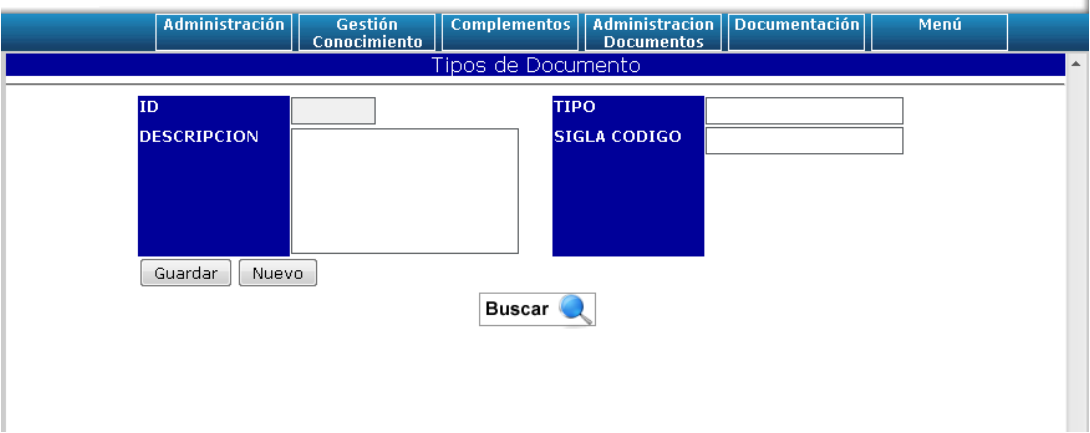 Administración
Gestión
Conocimiento
Complementos
Administracion
Documentos
Documentación
Menú
Tipos de Documento
ID
TIPO
DESCRIPCION
SIGLA CODIGO
Guardar
Nuevo
Buscar